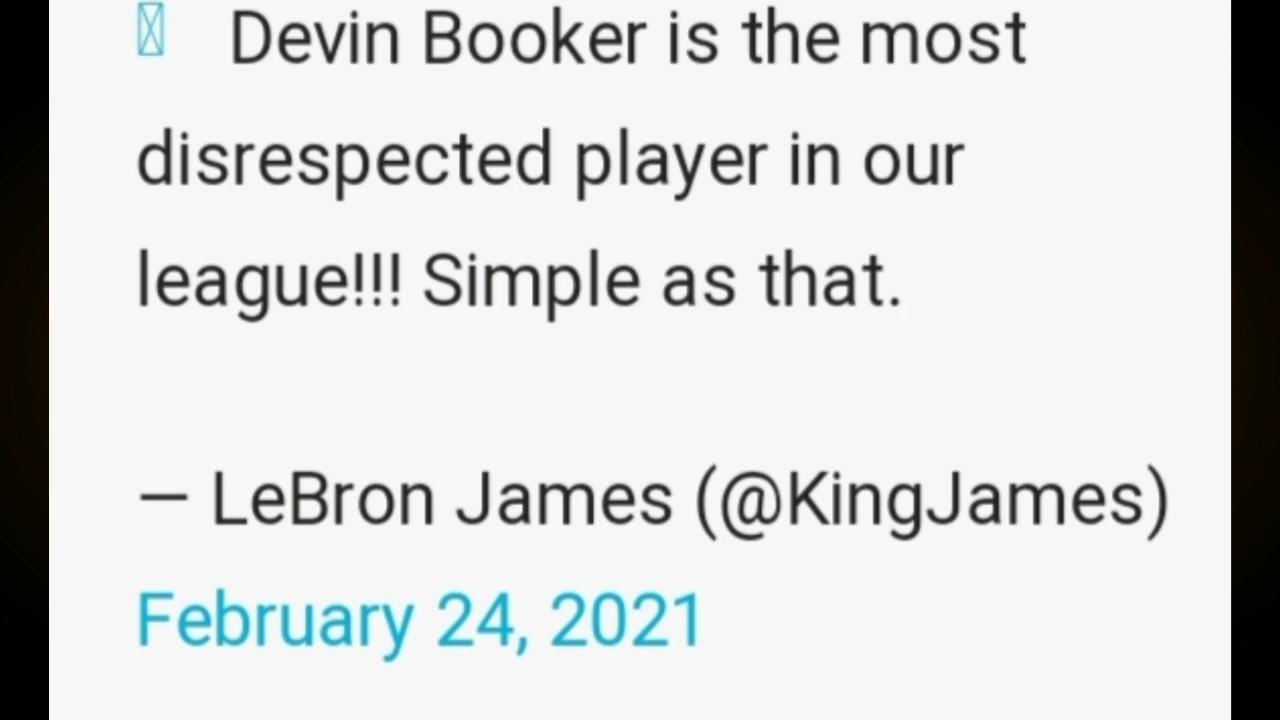 Devin Booker is the most
disrespected player in our
league!!! Simple as that.
— LeBron James (@KingJames)
February 24, 2021